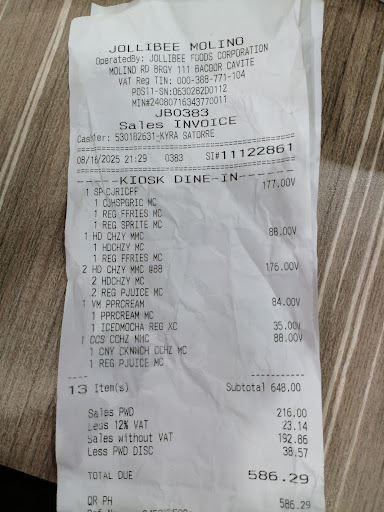 JOLLIBEE MOLINO
OperatedBy: JOLLIBEE FOODS CORPORATION
MOLINO RD BRGY 111 BACOOR CAVITE
VAT Reg TIN: 000-388-771-104
POS11-SN:0630282D0112
MIN#24080716343770011
JB0383
Sales INVOICE
Cashier: 530182631-KYRA SATORRE
08/16/2025 21:29 0383 SI#11122861
-----KIOSK DINE-IN-----
1 SP CJRICFF 177.00V
1 CJHSPGRIC MC
1 REG FFRIES MC
1 REG SPRITE MC
1 HD CHZY MMC 88.00V
1 HDCHZY MC
1 REG FFRIES MC
2 HD CHZY MMC @88 176.00V
2 HDCHZY MC
2 REG PJUICE MC
1 VM PPRCREAM 84.00V
1 PPRCREAM MC
1 ICEDMOCHA REG XC 35.00V
1 CCS CCHZ NMC 88.00V
1 CNY CKNWCH CCHZ MC
1 REG PJUICE MC
13 Item(s) Subtotal 648.00
Sales PWD 216.00
Less 12% VAT 23.14
Sales without VAT 192.86
Less PWD DISC 38.57
TOTAL DUE 586.29
QR PH 586.29